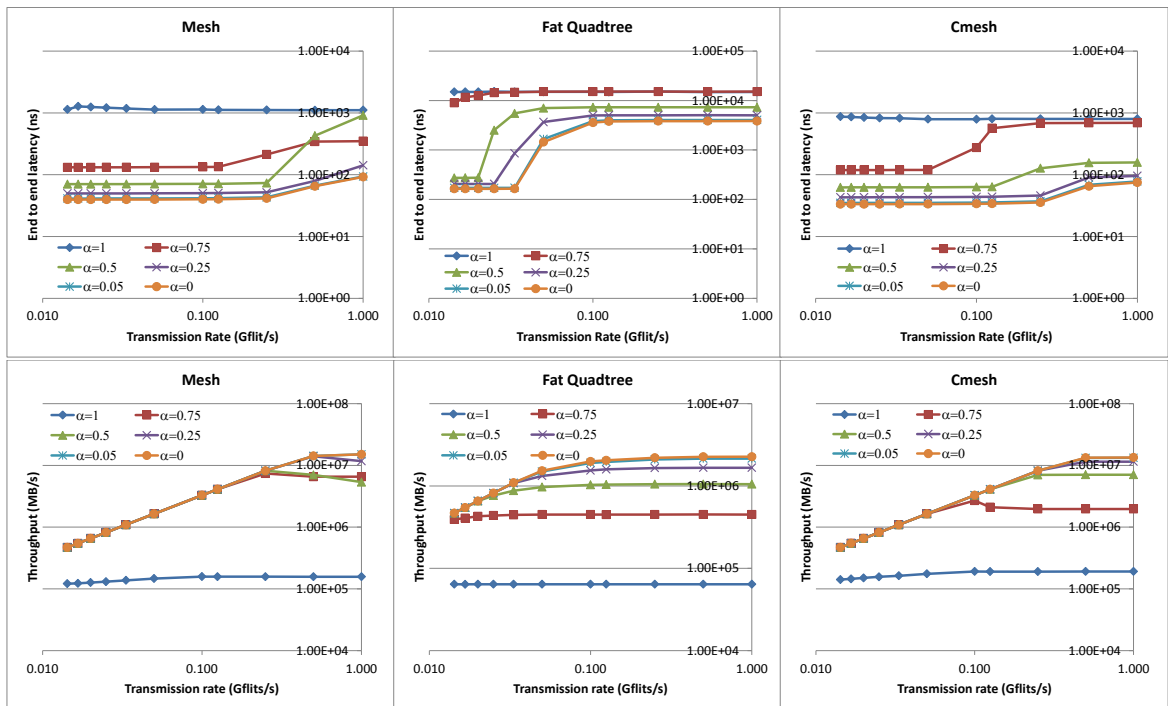 Mesh
1.00E+04
1.00E+03
1.00E+02
1.00E+01
1.00E+00
End to end latency (ns)
α=1 α=0.75
α=0.5 α=0.25
α=0.05 α=0
0.010 0.100 1.000
Transmission Rate (Gflit/s)
Fat Quadtree
1.00E+05
1.00E+04
1.00E+03
1.00E+02
1.00E+01
1.00E+00
End to end latency (ns)
α=1 α=0.75
α=0.5 α=0.25
α=0.05 α=0
0.010 0.100 1.000
Transmission Rate (Gflit/s)
Cmesh
1.00E+04
1.00E+03
1.00E+02
1.00E+01
1.00E+00
End to end latency (ns)
α=1 α=0.75
α=0.5 α=0.25
α=0.05 α=0
0.010 0.100 1.000
Transmission Rate (Gflit/s)
Mesh
1.00E+08
1.00E+07
1.00E+06
1.00E+05
1.00E+04
Throughput (MB/s)
α=1 α=0.75
α=0.5 α=0.25
α=0.05 α=0
0.010 0.100 1.000
Transmission rate (Gflits/s)
Fat Quadtree
1.00E+07
1.00E+06
1.00E+05
1.00E+04
Throughput (MB/s)
α=1 α=0.75
α=0.5 α=0.25
α=0.05 α=0
0.010 0.100 1.000
Transmission rate (Gflits/s)
Cmesh
1.00E+08
1.00E+07
1.00E+06
1.00E+05
1.00E+04
Throughput (MB/s)
α=1 α=0.75
α=0.5 α=0.25
α=0.05 α=0
0.010 0.100 1.000
Transmission rate (Gflits/s)